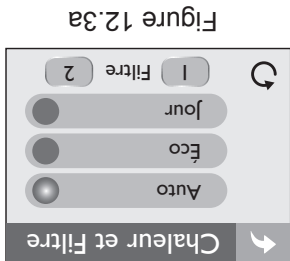 Chaleur et Filtre
Auto
Éco
Jour
1 Filtre 2
Figure 12.3a